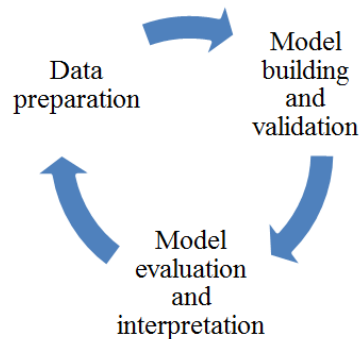 Data
preparation
Model
building
and
validation
Model
evaluation
and
interpretation